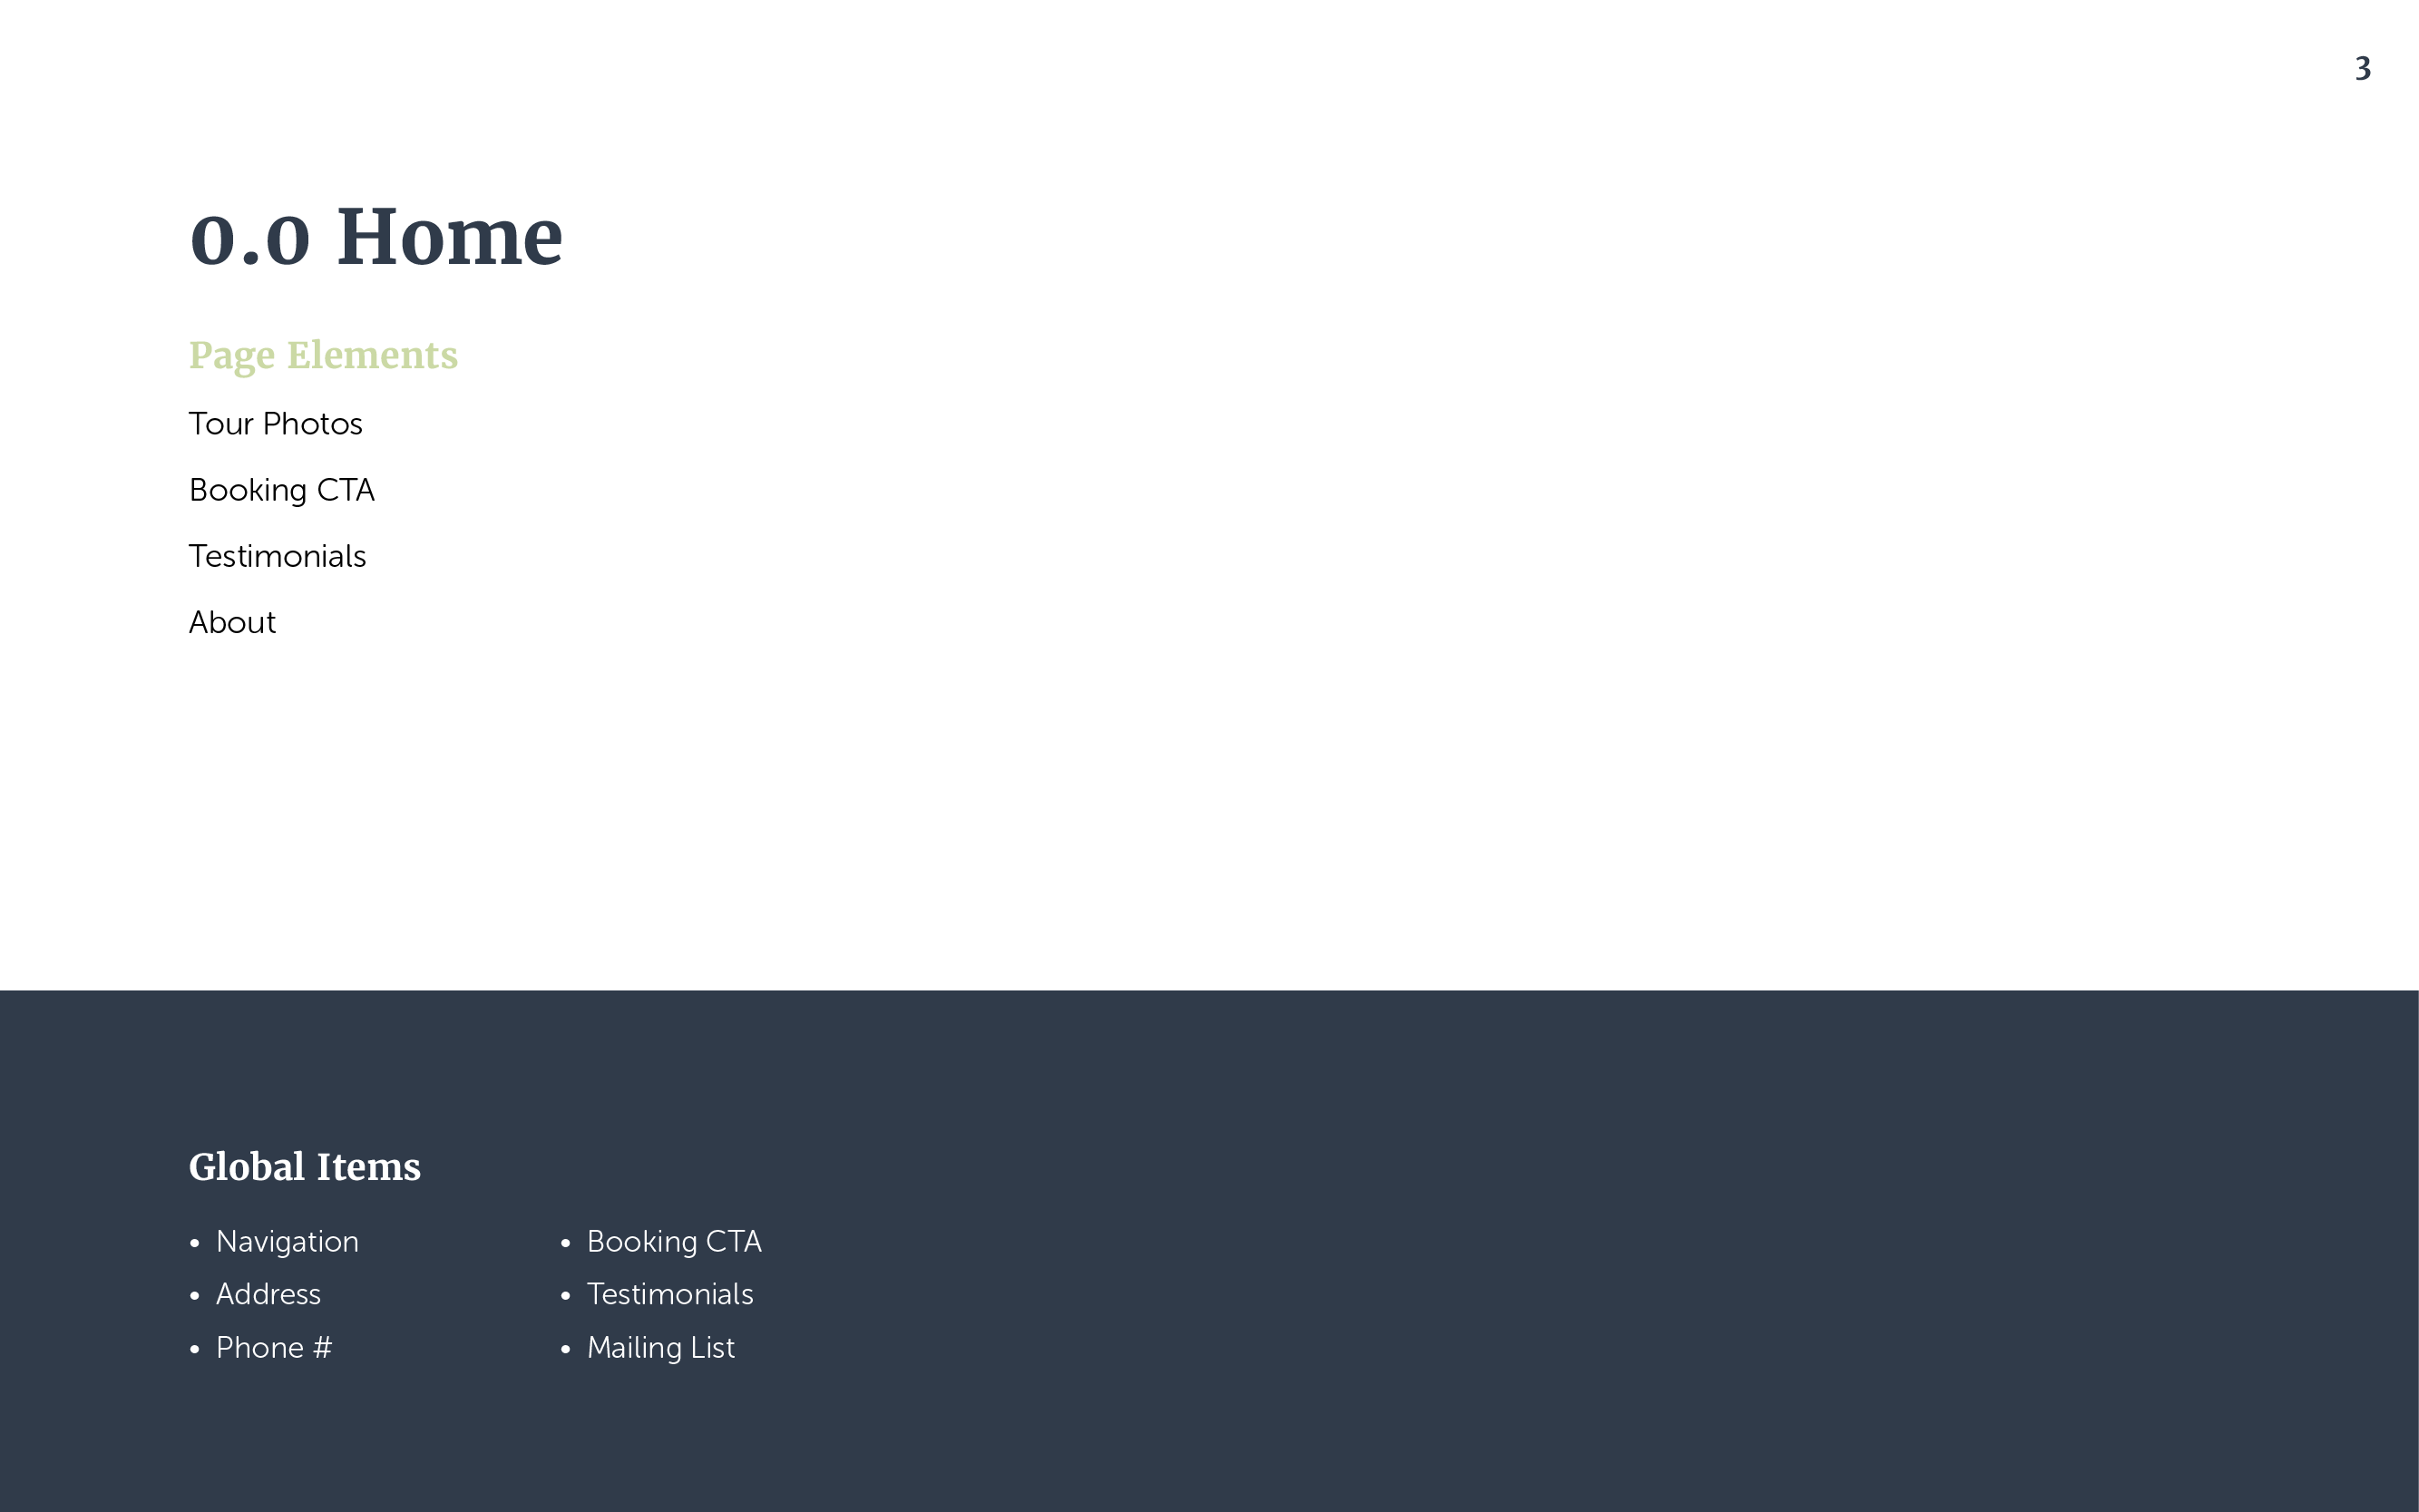 3
0.0 Home
Page Elements
Tour Photos
Booking CTA
Testimonials
About
Global Items
• Navigation
• Address
• Phone #
• Booking CTA
• Testimonials
• Mailing List